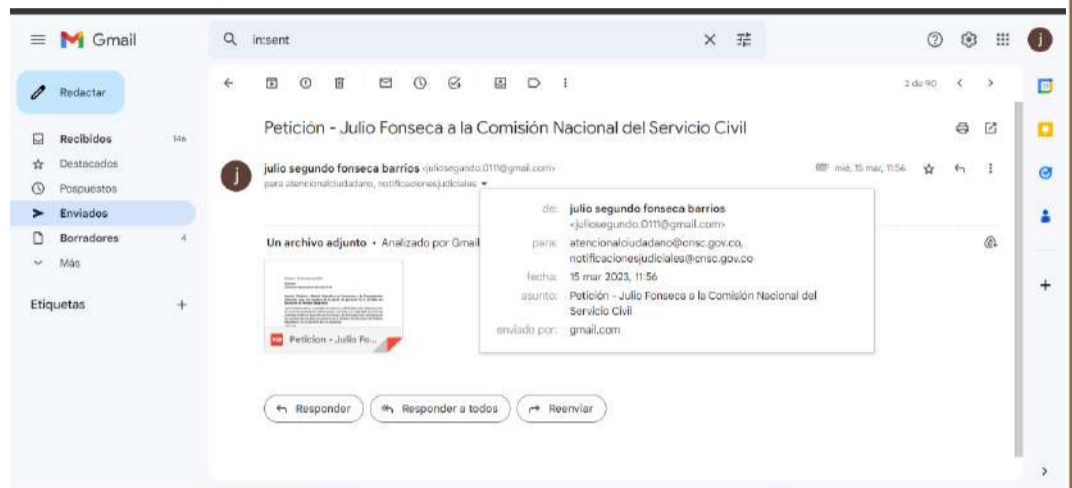 Gmail
in:sent
Redactar
2 de 90
Recibidos 146
Destacados
Pospuestos
Enviados
Borradores 4
Más
Etiquetas
Petición - Julio Fonseca a la Comisión Nacional del Servicio Civil
julio segundo fonseca barrios <juliosegundo.0111@gmail.com>
mié, 15 mar, 11:56
para atencionalciudadano, notificacionesjudiciales
de: julio segundo fonseca barrios
<juliosegundo.0111@gmail.com>
para: atencionalciudadano@cnsc.gov.co,
notificacionesjudiciales@cnsc.gov.co
fecha: 15 mar 2023, 11:56
asunto: Petición - Julio Fonseca a la Comisión Nacional del
Servicio Civil
enviado por: gmail.com
Un archivo adjunto • Analizado por Gmail
PDF
Peticion - Julio Fo...
Responder
Responder a todos
Reenviar
j
j